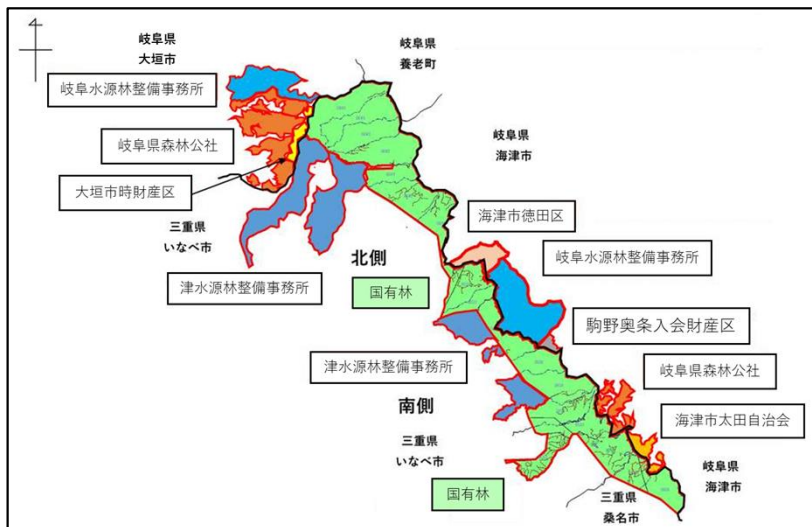 岐阜県
大垣市
岐阜県
養老町
岐阜水源林整備事務所
岐阜県森林公社
岐阜県
海津市
大垣市時財産区
海津市徳田区
三重県
いなべ市
岐阜水源林整備事務所
北側
津水源林整備事務所
国有林
駒野奥条入会財産区
津水源林整備事務所
岐阜県森林公社
南側
海津市太田自治会
三重県
いなべ市
岐阜県
海津市
国有林
三重県
桑名市